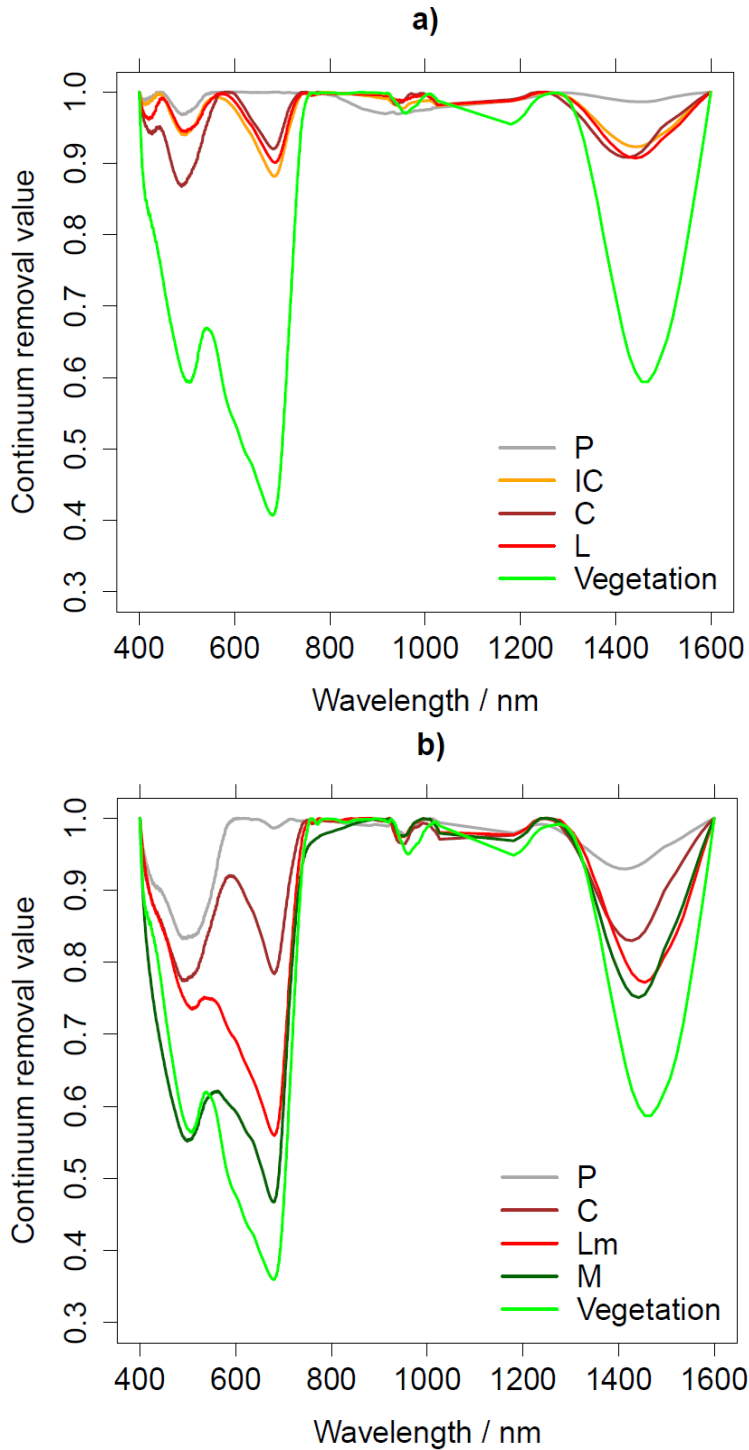 a)
Continuum removal value
1.0
0.9
0.8
0.7
0.6
0.5
0.4
0.3
P
IC
C
L
Vegetation
400 600 800 1000 1200 1400 1600
Wavelength / nm
b)
Continuum removal value
1.0
0.9
0.8
0.7
0.6
0.5
0.4
0.3
P
C
Lm
M
Vegetation
400 600 800 1000 1200 1400 1600
Wavelength / nm